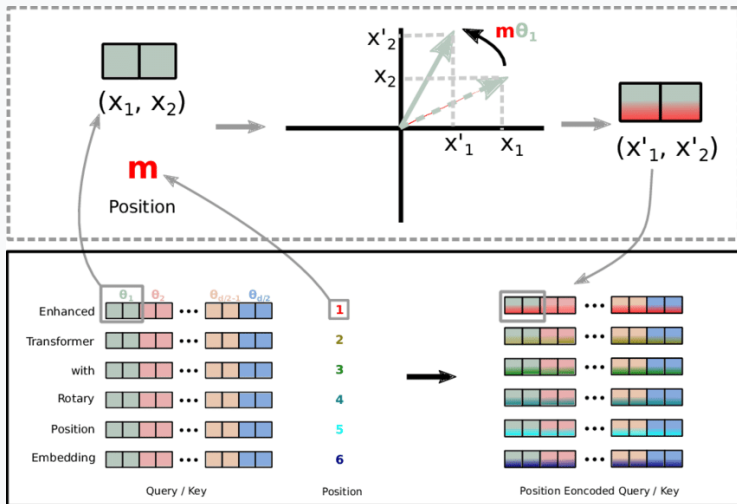 x'₂
mθ₁
x₂
(x₁, x₂)
x'₁
x₁
(x'₁, x'₂)
m
Position
θ₁ θ₂ θd/2-1 θd/2
Enhanced ••• 1 •••
Transformer ••• 2 •••
with ••• 3 •••
Rotary ••• 4 •••
Position ••• 5 •••
Embedding ••• 6 •••
Query / Key Position Position Eoncoded Query / Key